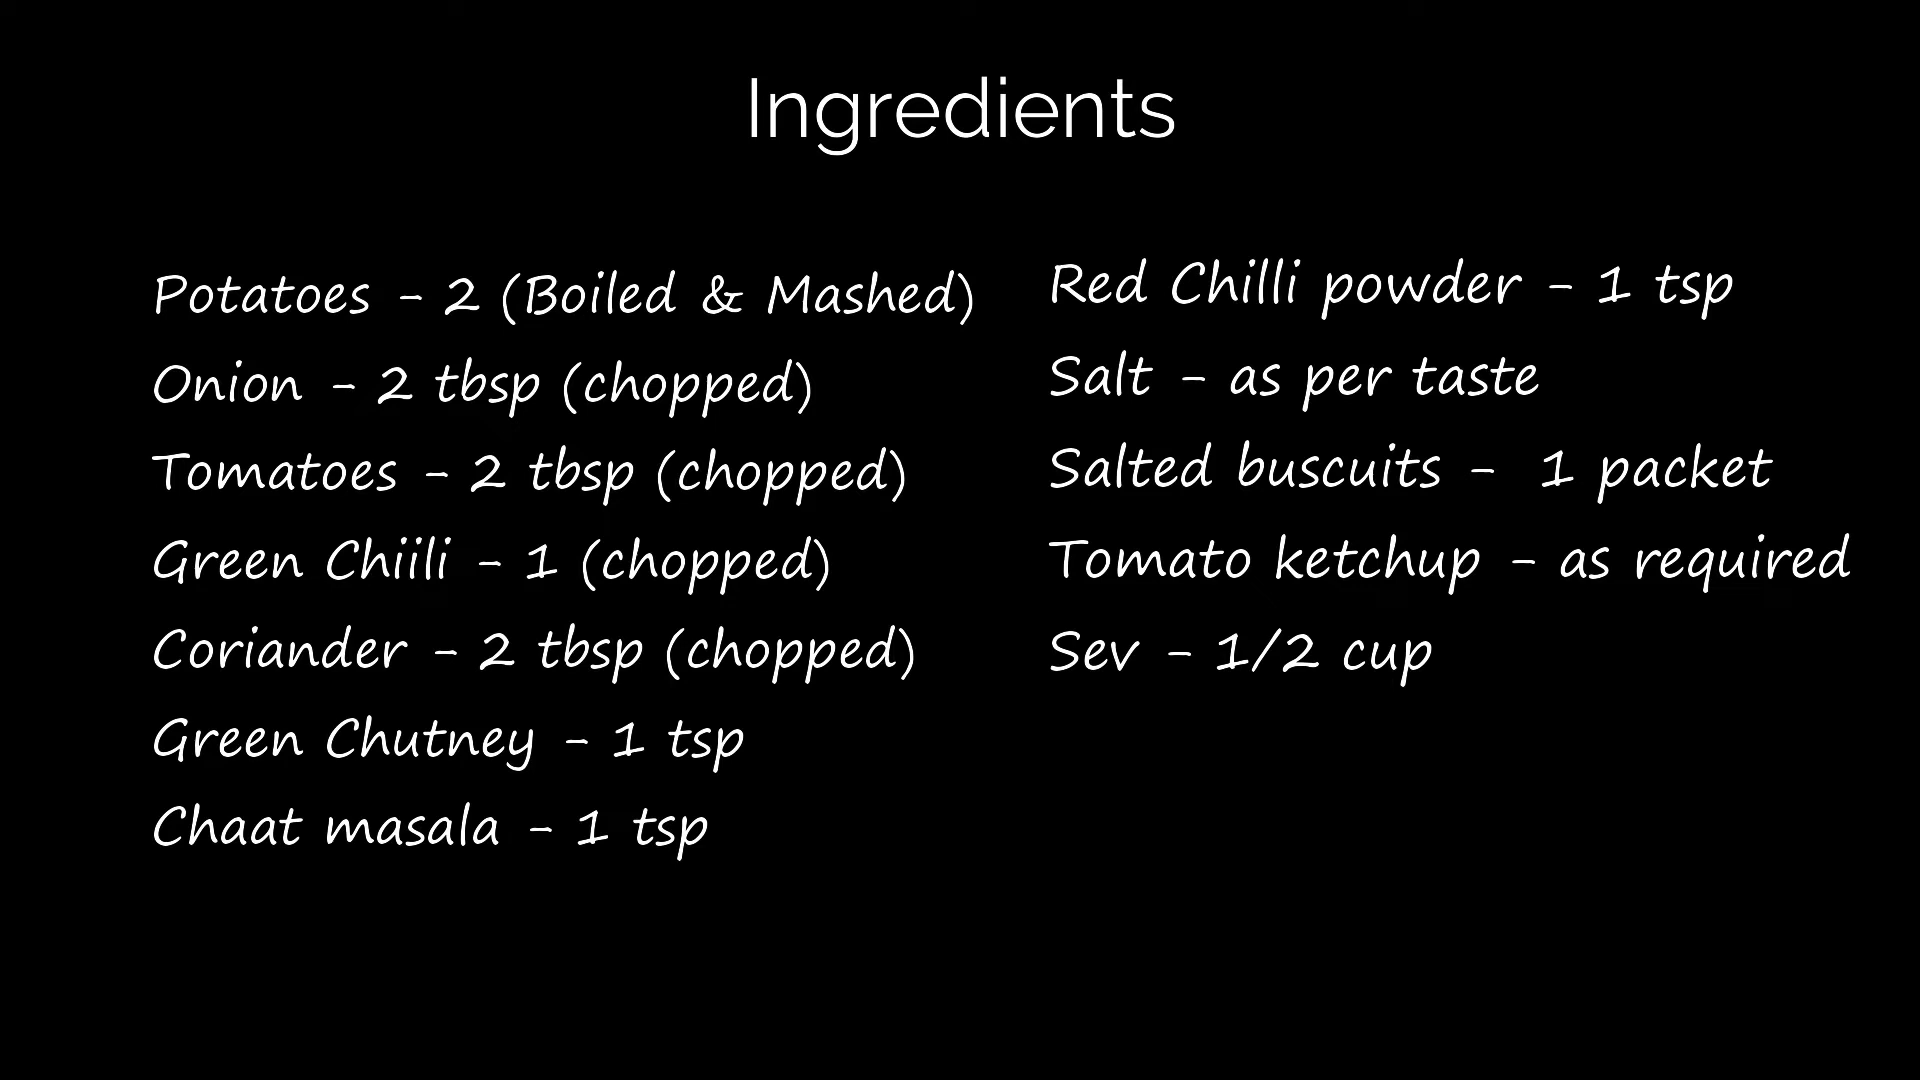 Ingredients
Potatoes - 2 (Boiled & Mashed)
Onion - 2 tbsp (chopped)
Tomatoes - 2 tbsp (chopped)
Green Chiili - 1 (chopped)
Coriander - 2 tbsp (chopped)
Green Chutney - 1 tsp
Chaat masala - 1 tsp
Red Chilli powder - 1 tsp
Salt - as per taste
Salted buscuits - 1 packet
Tomato ketchup - as required
Sev - 1/2 cup